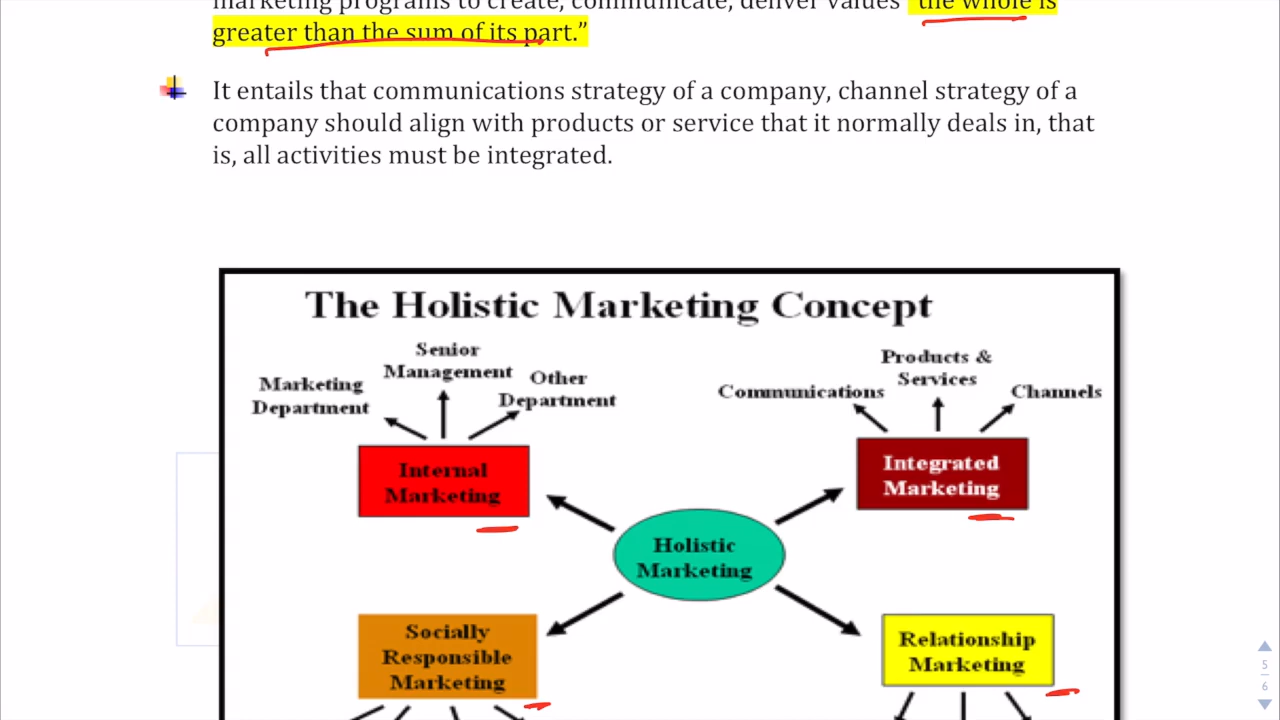 marketing programs to create, communicate, deliver values "the whole is
greater than the sum of its part."
It entails that communications strategy of a company, channel strategy of a
company should align with products or service that it normally deals in, that
is, all activities must be integrated.
The Holistic Marketing Concept
Marketing
Department
Senior
Management
Other
Department
Communications
Products &
Services
Channels
Internal
Marketing
Integrated
Marketing
Holistic
Marketing
Socially
Responsible
Marketing
Relationship
Marketing
5
6